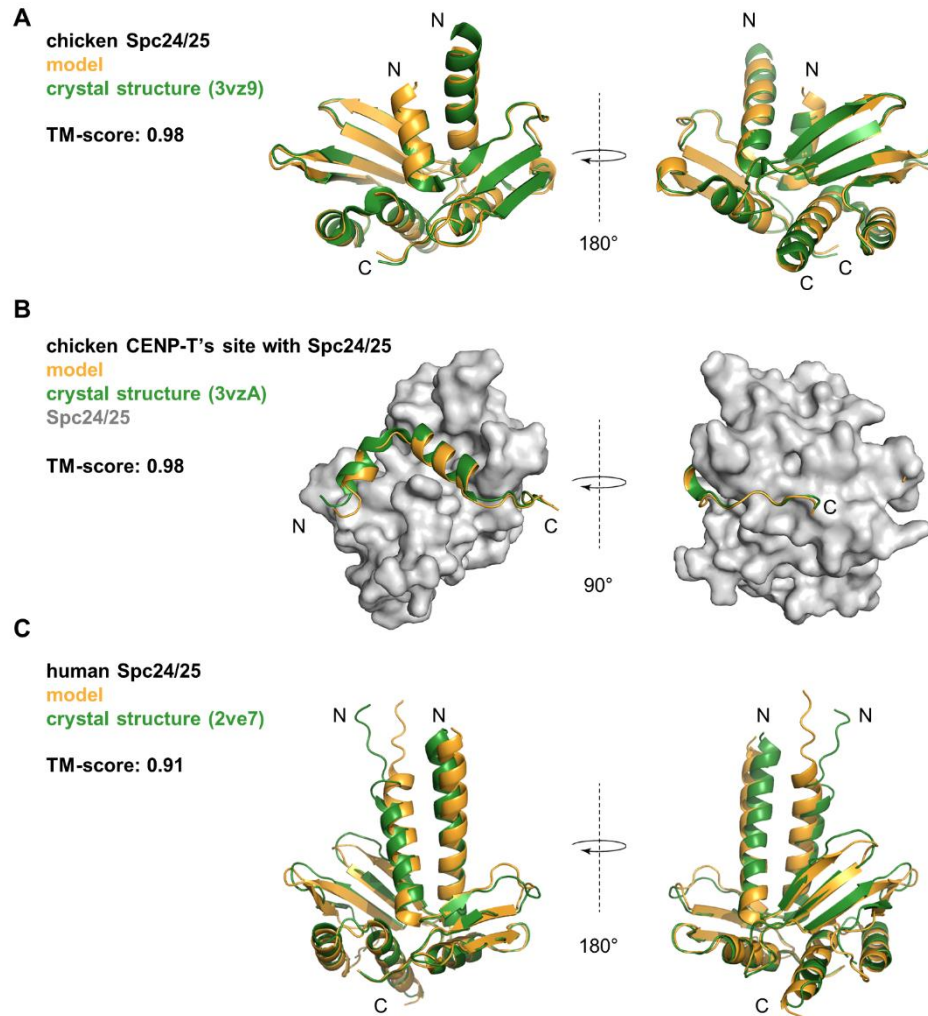 A
chicken Spc24/25
model
crystal structure (3vz9)
TM-score: 0.98
N
N
180°
C
N
N
C
C
B
chicken CENP-T's site with Spc24/25
model
crystal structure (3vzA)
Spc24/25
TM-score: 0.98
N
C
90°
C
C
human Spc24/25
model
crystal structure (2ve7)
TM-score: 0.91
N
N
180°
C
N
N
C